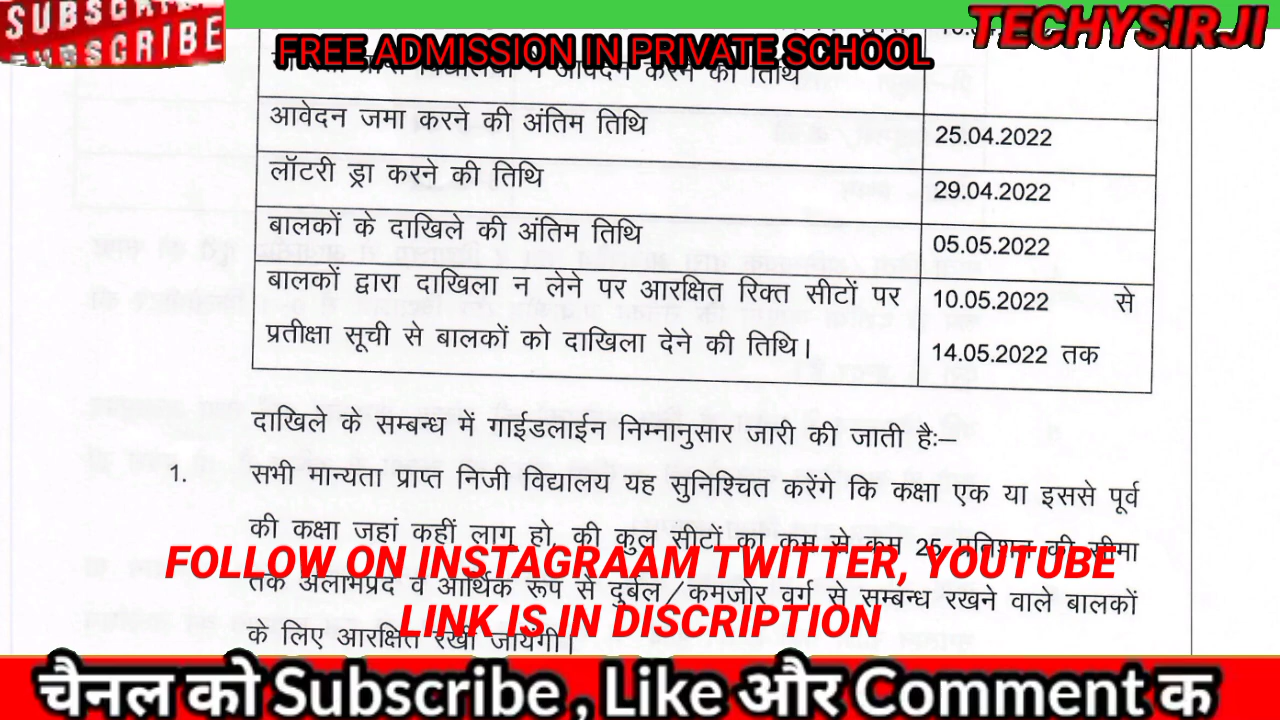 SUBSCRIBE
SUBSCRIBE
TECHYSIRJI
FREE ADMISSION IN PRIVATE SCHOOL
आवेदन करने की तिथि
आवेदन जमा करने की अंतिम तिथि 25.04.2022
लॉटरी ड्रा करने की तिथि 29.04.2022
बालकों के दाखिले की अंतिम तिथि 05.05.2022
बालकों द्वारा दाखिला न लेने पर आरक्षित रिक्त सीटों पर 10.05.2022 से
प्रतीक्षा सूची से बालकों को दाखिला देने की तिथि। 14.05.2022 तक
दाखिले के सम्बन्ध में गाईडलाईन निम्नानुसार जारी की जाती है:–
1. सभी मान्यता प्राप्त निजी विद्यालय यह सुनिश्चित करेंगे कि कक्षा एक या इससे पूर्व
की कक्षा जहां कहीं लागू हो, की कुल सीटों का कम से कम 25 प्रतिशत की सीमा
FOLLOW ON INSTAGRAAM TWITTER, YOUTUBE
तक अलाभप्रद व आर्थिक रूप से दुर्बल/कमजोर वर्ग से सम्बन्ध रखने वाले बालकों
LINK IS IN DISCRIPTION
के लिए आरक्षित रखी जायेंगी।
चैनल को Subscribe , Like और Comment क